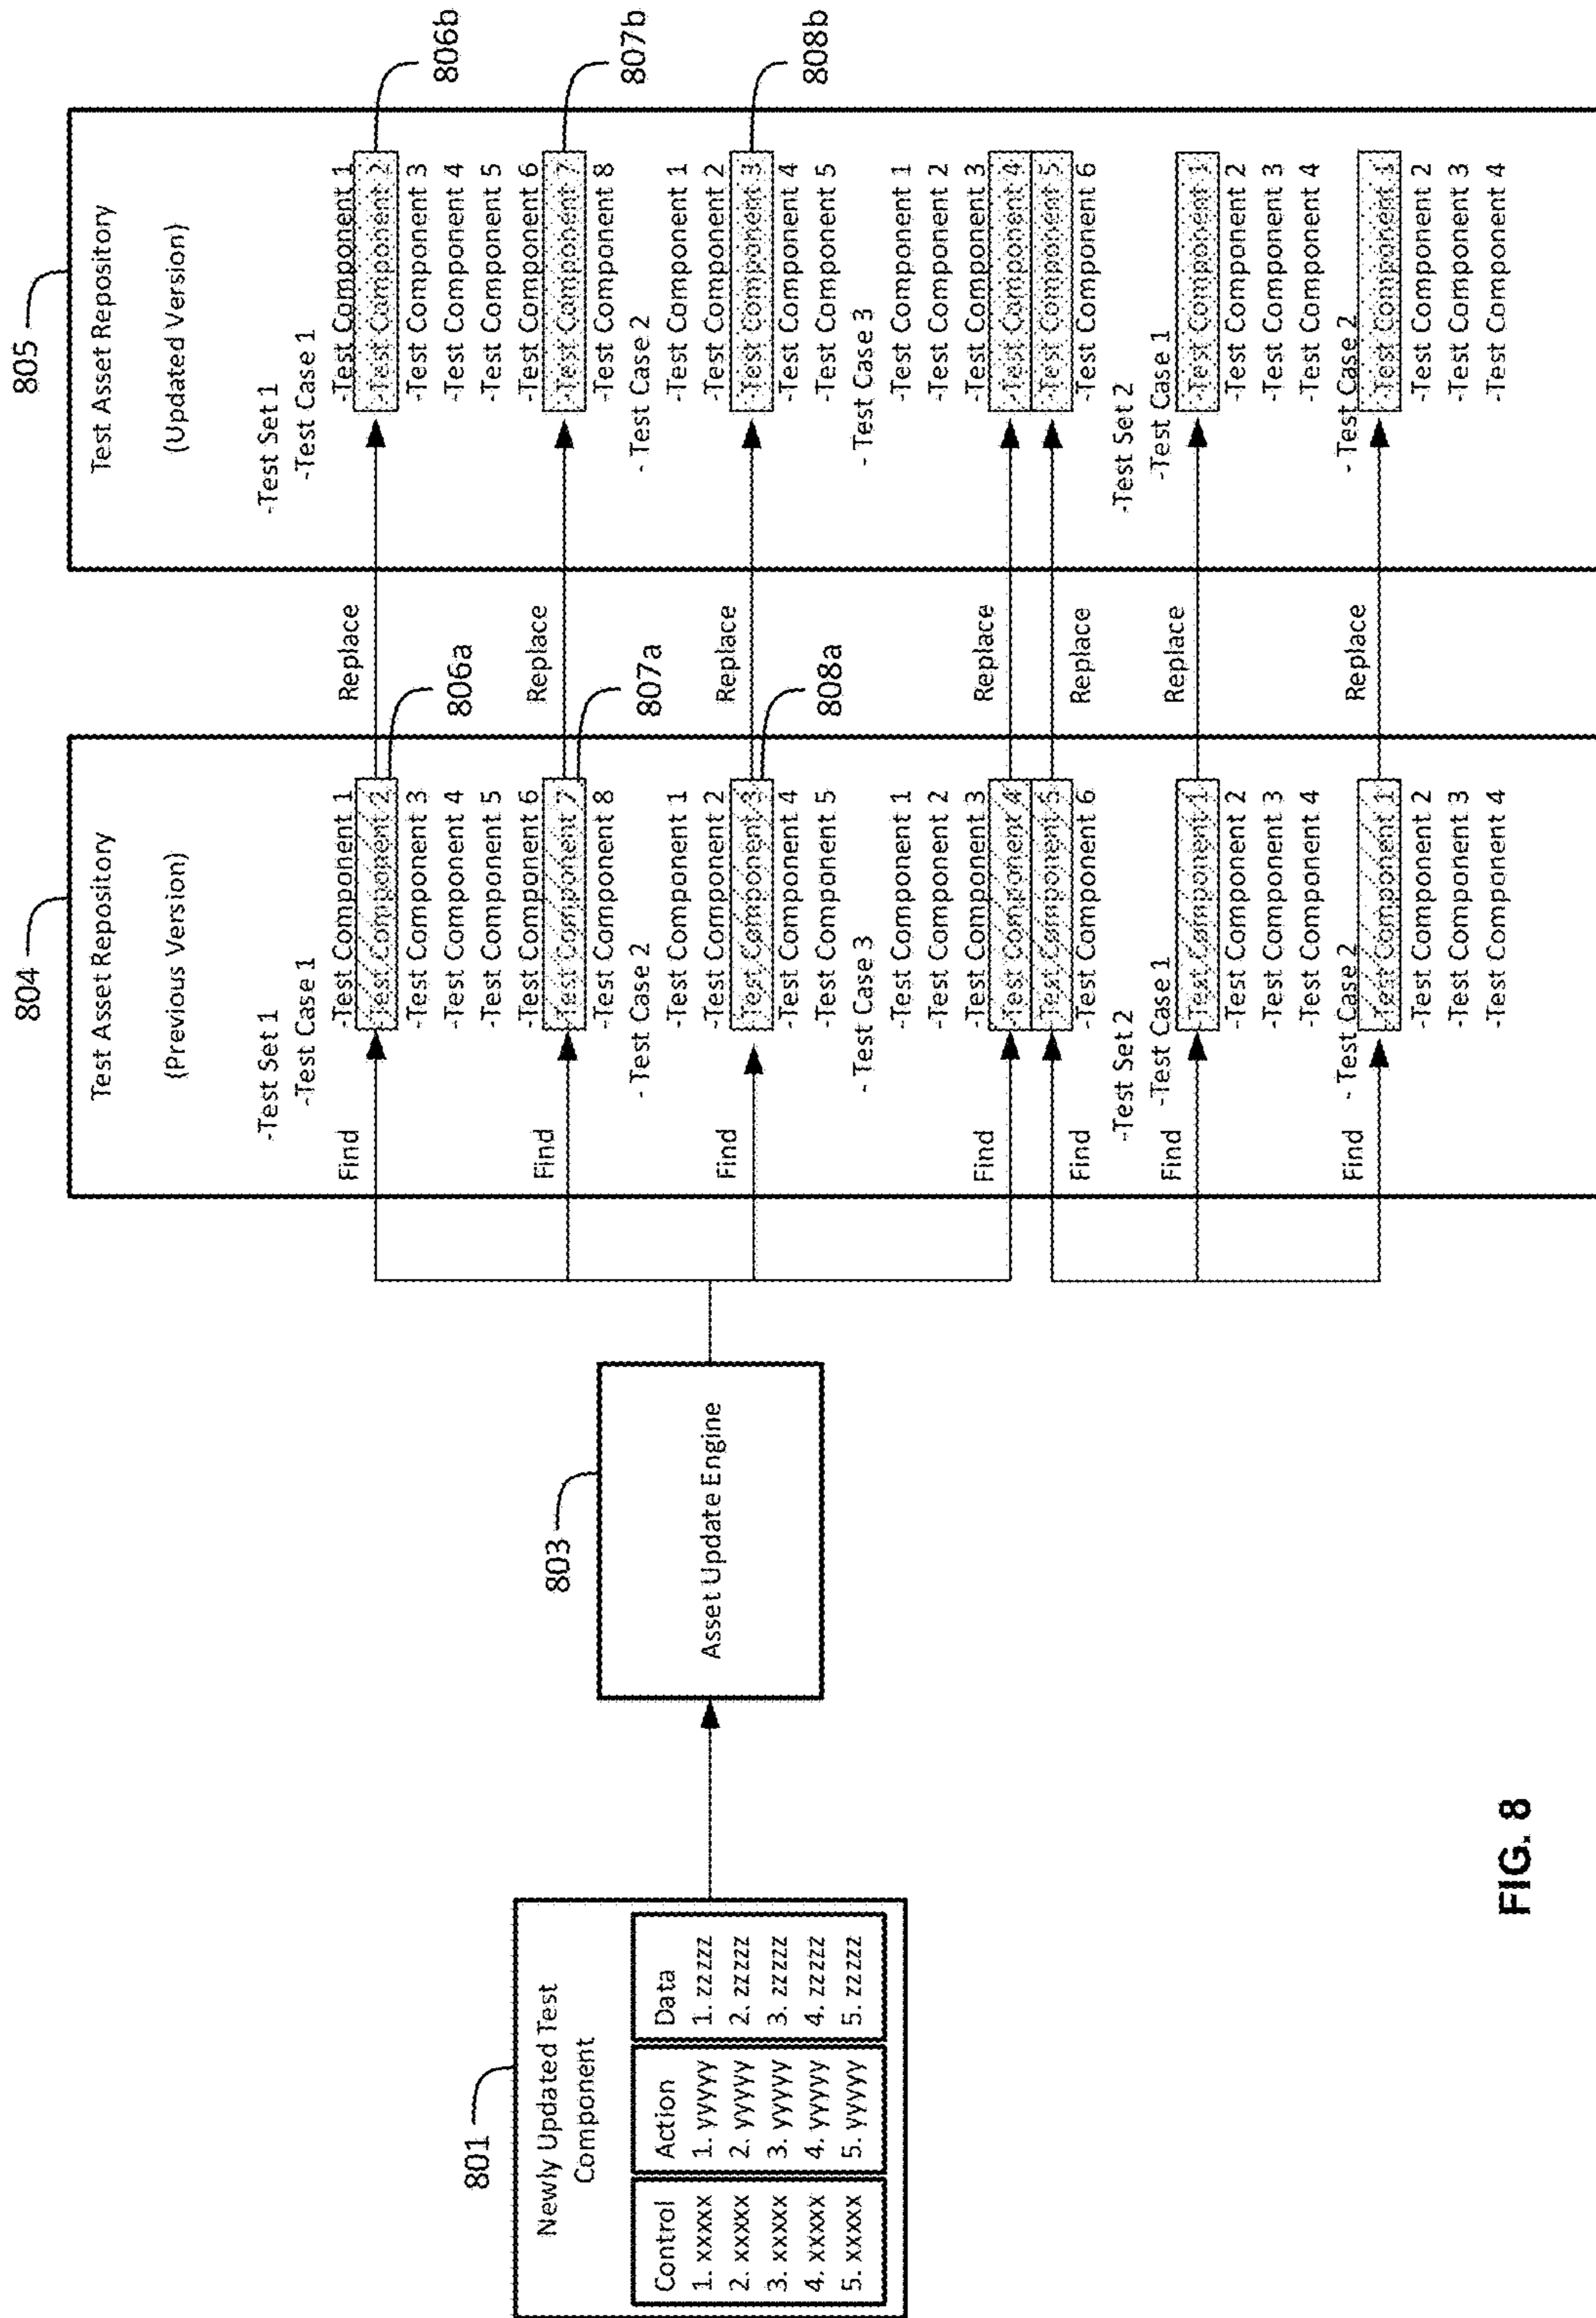 801
Newly Updated Test
Component
Control
1. xxxxx
2. xxxxx
3. xxxxx
4. xxxxx
5. xxxxx
Action
1. yyyyy
2. yyyyy
3. yyyyy
4. yyyyy
5. yyyyy
Data
1. zzzzz
2. zzzzz
3. zzzzz
4. zzzzz
5. zzzzz
803
Asset Update Engine
804
Test Asset Repository
(Previous Version)
-Test Set 1
-Test Case 1
Find
-Test Component 1
-Test Component 2
-Test Component 3
-Test Component 4
-Test Component 5
-Test Component 6
Find
-Test Component 7
-Test Component 8
- Test Case 2
-Test Component 1
-Test Component 2
Find
-Test Component 3
-Test Component 4
-Test Component 5
- Test Case 3
-Test Component 1
-Test Component 2
-Test Component 3
Find
-Test Component 4
-Test Component 5
Find
-Test Component 6
-Test Set 2
-Test Case 1
Find
-Test Component 1
-Test Component 2
-Test Component 3
-Test Component 4
- Test Case 2
Find
-Test Component 1
-Test Component 2
-Test Component 3
-Test Component 4
Replace
806a
Replace
807a
Replace
808a
Replace
Replace
Replace
Replace
805
Test Asset Repository
(Updated Version)
-Test Set 1
-Test Case 1
-Test Component 1
-Test Component 2
-Test Component 3
-Test Component 4
-Test Component 5
-Test Component 6
-Test Component 7
-Test Component 8
- Test Case 2
-Test Component 1
-Test Component 2
-Test Component 3
-Test Component 4
-Test Component 5
- Test Case 3
-Test Component 1
-Test Component 2
-Test Component 3
-Test Component 4
-Test Component 5
-Test Component 6
-Test Set 2
-Test Case 1
-Test Component 1
-Test Component 2
-Test Component 3
-Test Component 4
- Test Case 2
-Test Component 1
-Test Component 2
-Test Component 3
-Test Component 4
806b
807b
808b
FIG. 8